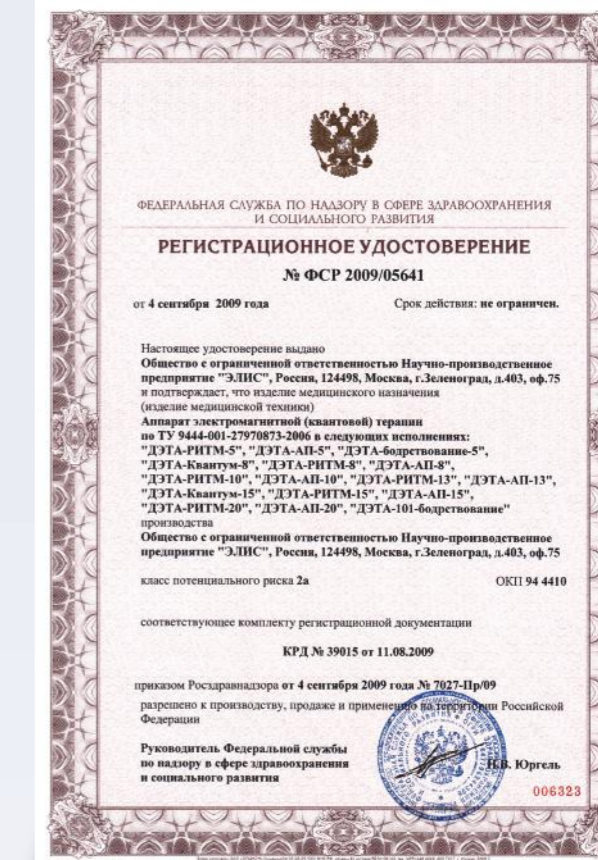 ФЕДЕРАЛЬНАЯ СЛУЖБА ПО НАДЗОРУ В СФЕРЕ ЗДРАВООХРАНЕНИЯ
И СОЦИАЛЬНОГО РАЗВИТИЯ
РЕГИСТРАЦИОННОЕ УДОСТОВЕРЕНИЕ
№ ФСР 2009/05641
от 4 сентября 2009 года Срок действия: не ограничен.
Настоящее удостоверение выдано
Общество с ограниченной ответственностью Научно-производственное
предприятие "ЭЛИС", Россия, 124498, Москва, г.Зеленоград, д.403, оф.75
и подтверждает, что изделие медицинского назначения
(изделие медицинской техники)
Аппарат электромагнитной (квантовой) терапии
по ТУ 9444-001-27970873-2006 в следующих исполнениях:
"ДЭТА-РИТМ-5", "ДЭТА-АП-5", "ДЭТА-бодрствование-5",
"ДЭТА-Квантум-8", "ДЭТА-РИТМ-8", "ДЭТА-АП-8",
"ДЭТА-РИТМ-10", "ДЭТА-АП-10", "ДЭТА-РИТМ-13", "ДЭТА-АП-13",
"ДЭТА-Квантум-15", "ДЭТА-РИТМ-15", "ДЭТА-АП-15",
"ДЭТА-РИТМ-20", "ДЭТА-АП-20", "ДЭТА-101-бодрствование"
производства
Общество с ограниченной ответственностью Научно-производственное
предприятие "ЭЛИС", Россия, 124498, Москва, г.Зеленоград, д.403, оф.75
класс потенциального риска 2а ОКП 94 4410
соответствующее комплекту регистрационной документации
КРД № 39015 от 11.08.2009
приказом Росздравнадзора от 4 сентября 2009 года № 7027-Пр/09
разрешено к производству, продаже и применению на территории Российской
Федерации
Руководитель Федеральной службы
по надзору в сфере здравоохранения
и социального развития
Н.В. Юргель
006323